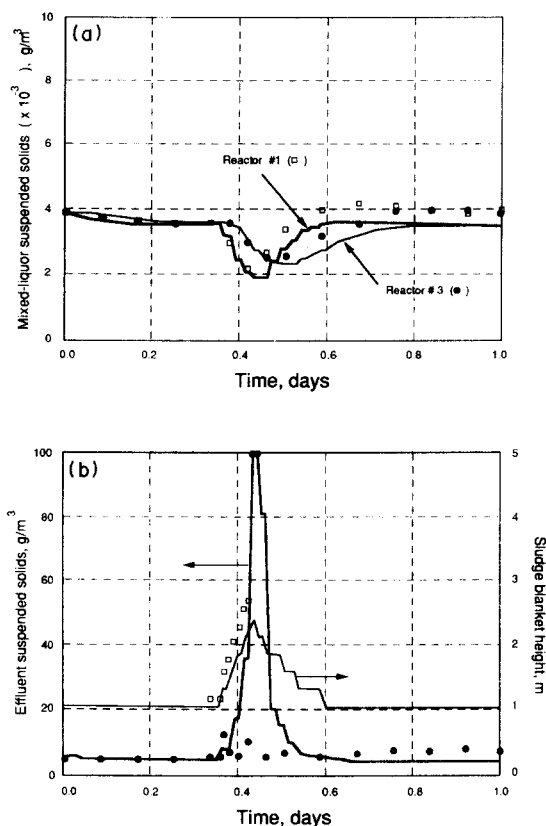 (a)
Mixed-liquor suspended solids ( x 10⁻³ ), g/m³
10
8
6
4
2
0
Reactor #1 (□ )
Reactor # 3 (● )
0.0 0.2 0.4 0.6 0.8 1.0
Time, days
(b)
Effluent suspended solids, g/m³
100
80
60
40
20
0
5
4
3
2
1
0
Sludge blanket height, m
0.0 0.2 0.4 0.6 0.8 1.0
Time, days